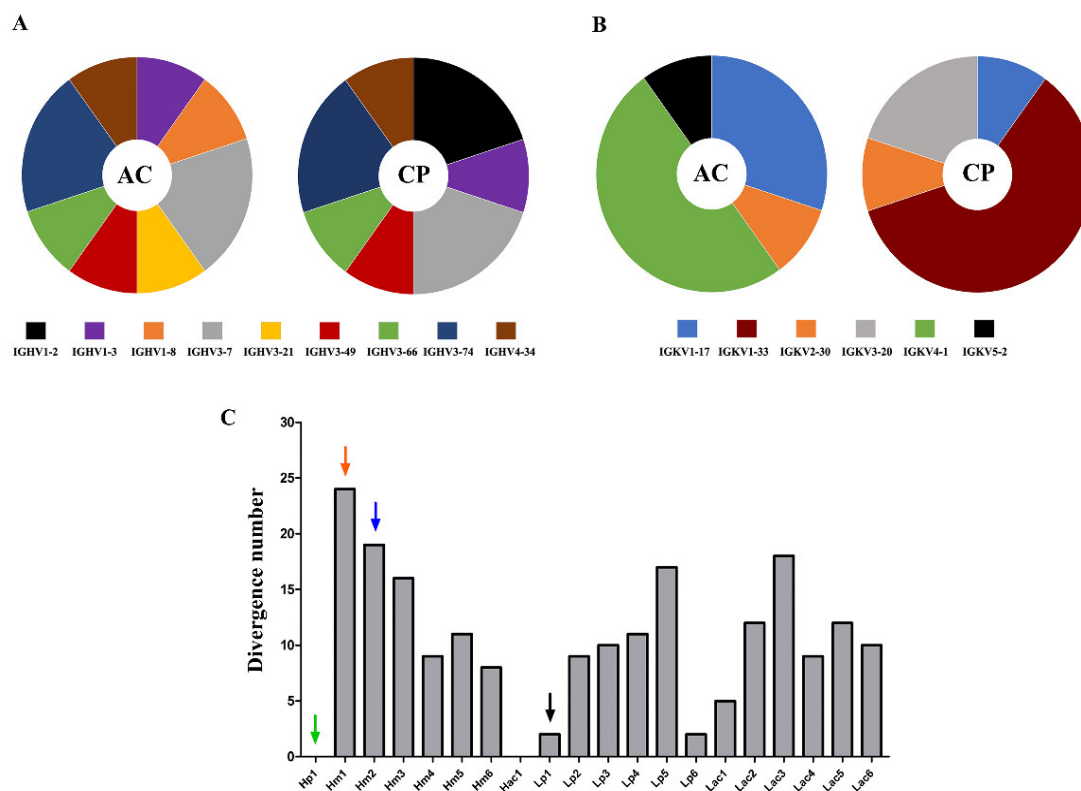 A
B
AC
CP
AC
CP
IGHV1-2 IGHV1-3 IGHV1-8 IGHV3-7 IGHV3-21 IGHV3-49 IGHV3-66 IGHV3-74 IGHV4-34
IGKV1-17 IGKV1-33 IGKV2-30 IGKV3-20 IGKV4-1 IGKV5-2
C
Divergence number
30
25
20
15
10
5
0
Hp1 Hm1 Hm2 Hm3 Hm4 Hm5 Hm6 Hac1 Lp1 Lp2 Lp3 Lp4 Lp5 Lp6 Lac1 Lac2 Lac3 Lac4 Lac5 Lac6